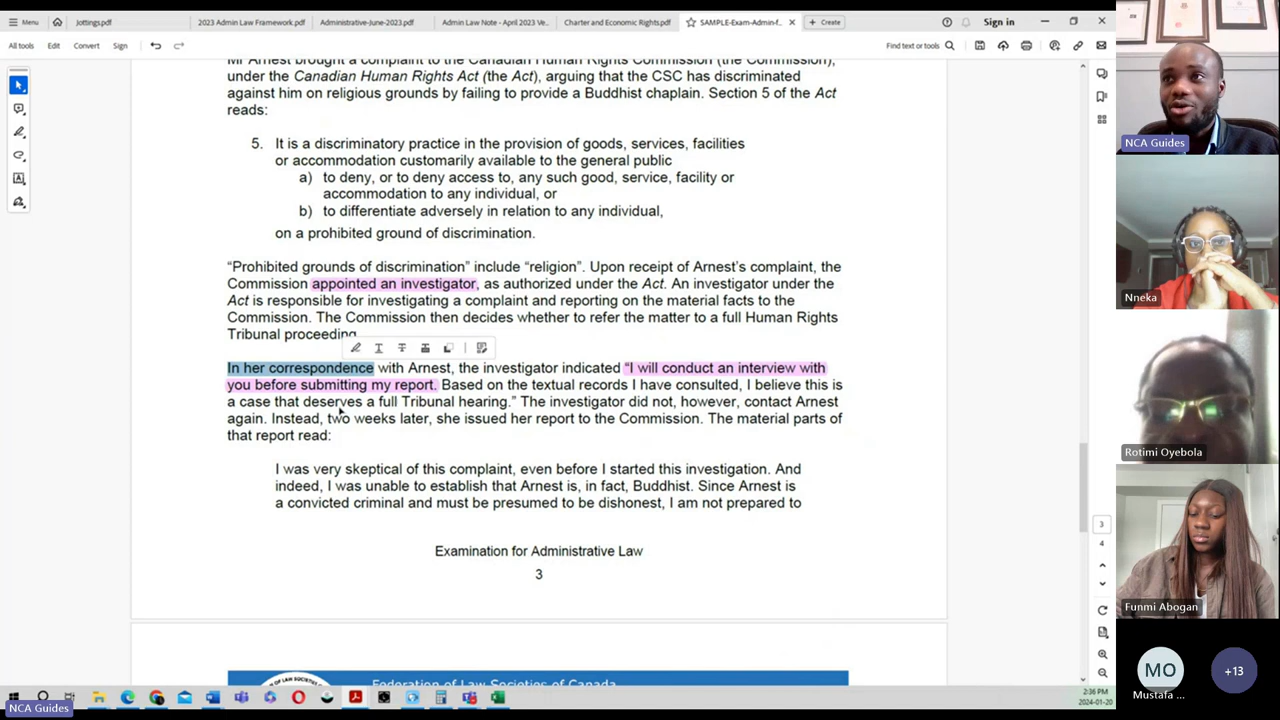 Menu
Jottings.pdf
2023 Admin Law Framework.pdf
Administrative-June-2023.pdf
Admin Law Note - April 2023 Ve..
Charter and Economic Rights.pdf
SAMPLE-Exam-Admin-f..
Create
Sign in
All tools
Edit
Convert
Sign
Find text or tools
Mr Arnest brought a complaint to the Canadian Human Rights Commission (the Commission),
under the Canadian Human Rights Act (the Act), arguing that the CSC has discriminated
against him on religious grounds by failing to provide a Buddhist chaplain. Section 5 of the Act
reads:
5. It is a discriminatory practice in the provision of goods, services, facilities
or accommodation customarily available to the general public
a) to deny, or to deny access to, any such good, service, facility or
accommodation to any individual, or
b) to differentiate adversely in relation to any individual,
on a prohibited ground of discrimination.
“Prohibited grounds of discrimination” include “religion”. Upon receipt of Arnest’s complaint, the
Commission appointed an investigator, as authorized under the Act. An investigator under the
Act is responsible for investigating a complaint and reporting on the material facts to the
Commission. The Commission then decides whether to refer the matter to a full Human Rights
Tribunal proceeding.
In her correspondence with Arnest, the investigator indicated “I will conduct an interview with
you before submitting my report. Based on the textual records I have consulted, I believe this is
a case that deserves a full Tribunal hearing.” The investigator did not, however, contact Arnest
again. Instead, two weeks later, she issued her report to the Commission. The material parts of
that report read:
I was very skeptical of this complaint, even before I started this investigation. And
indeed, I was unable to establish that Arnest is, in fact, Buddhist. Since Arnest is
a convicted criminal and must be presumed to be dishonest, I am not prepared to
Examination for Administrative Law
3
Federation of Law Societies of Canada
3
4
2:36 PM
2024-01-20
NCA Guides
NCA Guides
Nneka
Rotimi Oyebola
Funmi Abogan
MO
Mustafa ...
+13